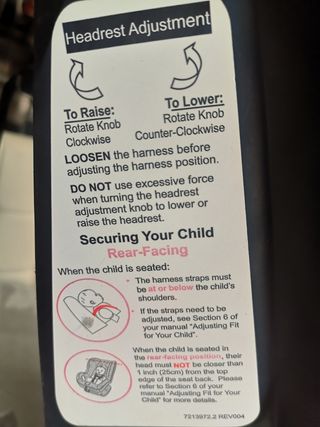 Headrest Adjustment
To Raise:
Rotate Knob
Clockwise
To Lower:
Rotate Knob
Counter-Clockwise
LOOSEN the harness before
adjusting the harness position.
DO NOT use excessive force
when turning the headrest
adjustment knob to lower or
raise the headrest.
Securing Your Child
Rear-Facing
When the child is seated:
• The harness straps must
be at or below the child's
shoulders.
• If the straps need to be
adjusted, see Section 6 of
your manual "Adjusting Fit
for Your Child".
When the child is seated in
the rear-facing position, their
head must NOT be closer than
1 inch (25cm) from the top
edge of the seat back. Please
refer to Section 6 of your
manual "Adjusting Fit for Your
Child" for more details.
7213972.2 REV004